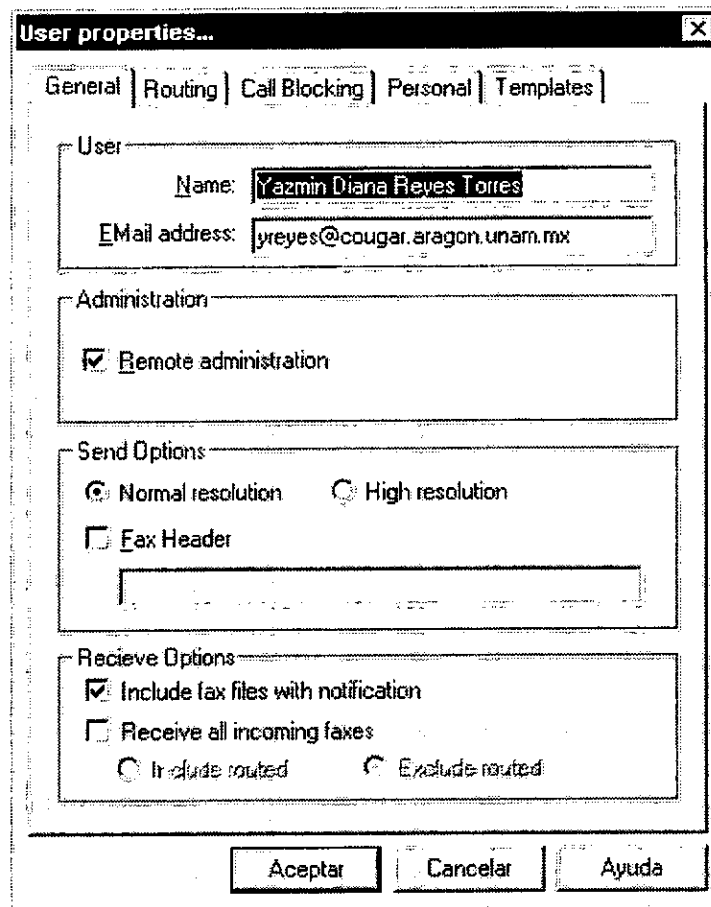 User properties...
General Routing Call Blocking Personal Templates
User
Name: Yazmin Diana Reyes Torres
EMail address: yreyes@cougar.aragon.unam.mx
Administration
Remote administration
Send Options
Normal resolution High resolution
Fax Header
Recieve Options
Include fax files with notification
Receive all incoming faxes
Include routed Exclude routed
Aceptar Cancelar Ayuda